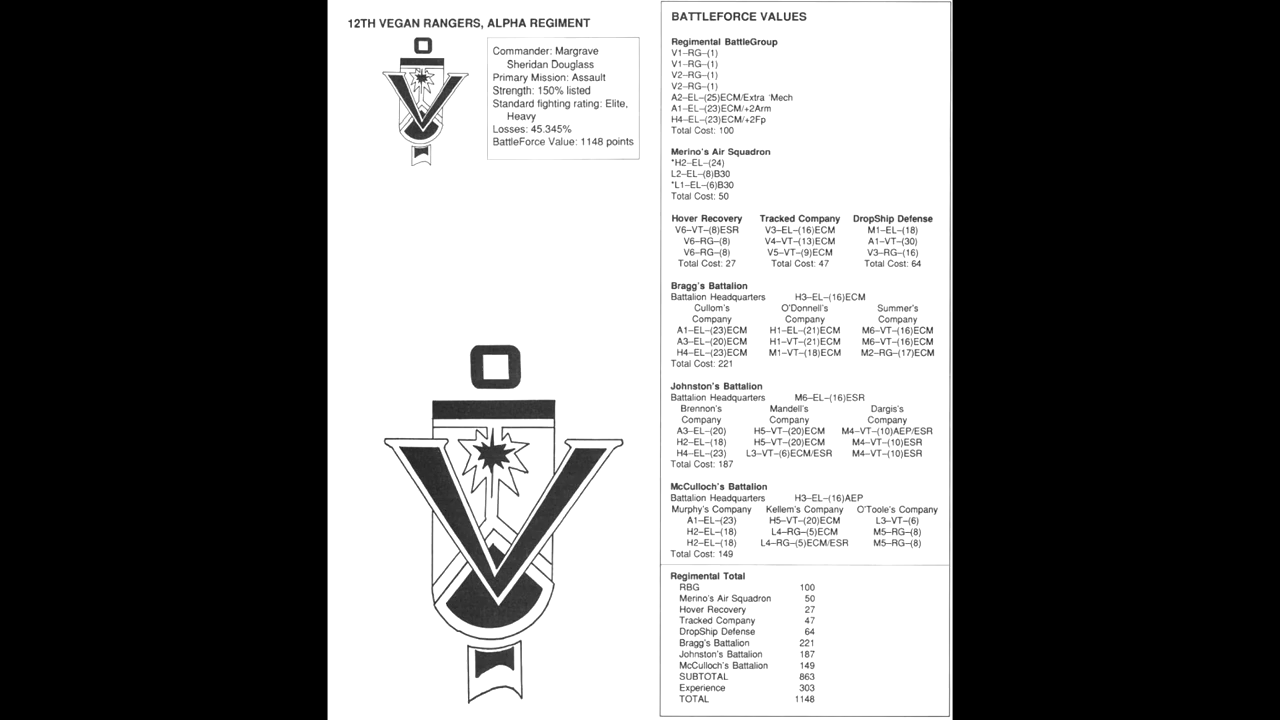 12TH VEGAN RANGERS, ALPHA REGIMENT
Commander: Margrave
Sheridan Douglass
Primary Mission: Assault
Strength: 150% listed
Standard fighting rating: Elite,
Heavy
Losses: 45.345%
BattleForce Value: 1148 points
BATTLEFORCE VALUES
Regimental BattleGroup
V1–RG–(1)
V1–RG–(1)
V2–RG–(1)
V2–RG–(1)
A2–EL–(25)ECM/Extra 'Mech
A1–EL–(23)ECM/+2Arm
H4–EL–(23)ECM/+2Fp
Total Cost: 100
Merino's Air Squadron
*H2–EL–(24)
L2–EL–(8)B30
*L1–EL–(6)B30
Total Cost: 50
Hover Recovery Tracked Company DropShip Defense
V6–VT–(8)ESR V3–EL–(16)ECM M1–EL–(18)
V6–RG–(8) V4–VT–(13)ECM A1–VT–(30)
V6–RG–(8) V5–VT–(9)ECM V3–RG–(16)
Total Cost: 27 Total Cost: 47 Total Cost: 64
Bragg's Battalion
Battalion Headquarters H3–EL–(16)ECM
Cullom's O'Donnell's Summer's
Company Company Company
A1–EL–(23)ECM H1–EL–(21)ECM M6–VT–(16)ECM
A3–EL–(20)ECM H1–VT–(21)ECM M6–VT–(16)ECM
H4–EL–(23)ECM M1–VT–(18)ECM M2–RG–(17)ECM
Total Cost: 221
Johnston's Battalion
Battalion Headquarters M6–EL–(16)ESR
Brennon's Mandell's Dargis's
Company Company Company
A3–EL–(20) H5–VT–(20)ECM M4–VT–(10)AEP/ESR
H2–EL–(18) H5–VT–(20)ECM M4–VT–(10)ESR
H4–EL–(23) L3–VT–(6)ECM/ESR M4–VT–(10)ESR
Total Cost: 187
McCulloch's Battalion
Battalion Headquarters H3–EL–(16)AEP
Murphy's Company Kellem's Company O'Toole's Company
A1–EL–(23) H5–VT–(20)ECM L3–VT–(6)
H2–EL–(18) L4–RG–(5)ECM M5–RG–(8)
H2–EL–(18) L4–RG–(5)ECM/ESR M5–RG–(8)
Total Cost: 149
Regimental Total
RBG 100
Merino's Air Squadron 50
Hover Recovery 27
Tracked Company 47
DropShip Defense 64
Bragg's Battalion 221
Johnston's Battalion 187
McCulloch's Battalion 149
SUBTOTAL 863
Experience 303
TOTAL 1148